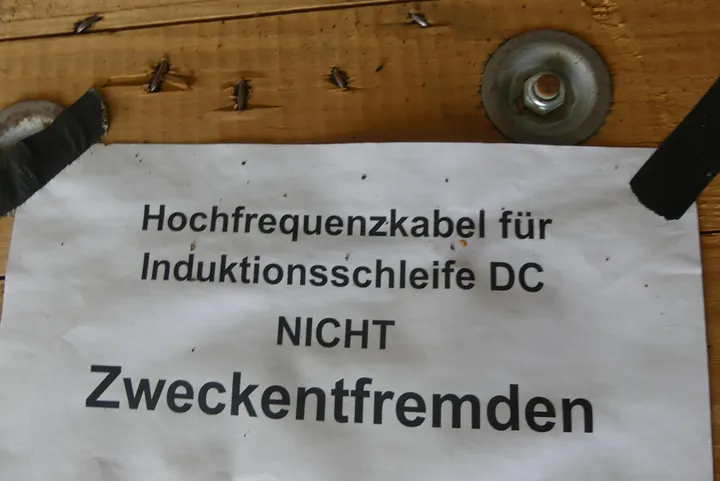 Hochfrequenzkabel für
Induktionsschleife DC
NICHT
Zweckentfremden